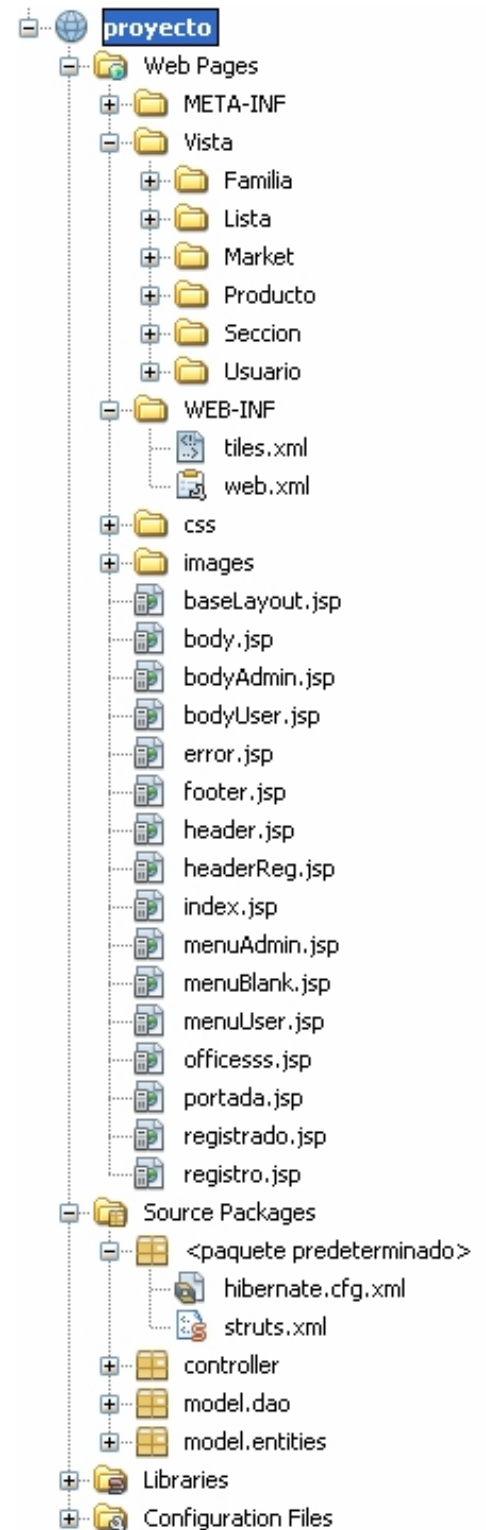 proyecto
Web Pages
META-INF
Vista
Familia
Lista
Market
Producto
Seccion
Usuario
WEB-INF
tiles.xml
web.xml
css
images
baseLayout.jsp
body.jsp
bodyAdmin.jsp
bodyUser.jsp
error.jsp
footer.jsp
header.jsp
headerReg.jsp
index.jsp
menuAdmin.jsp
menuBlank.jsp
menuUser.jsp
officesss.jsp
portada.jsp
registrado.jsp
registro.jsp
Source Packages
<paquete predeterminado>
hibernate.cfg.xml
struts.xml
controller
model.dao
model.entities
Libraries
Configuration Files